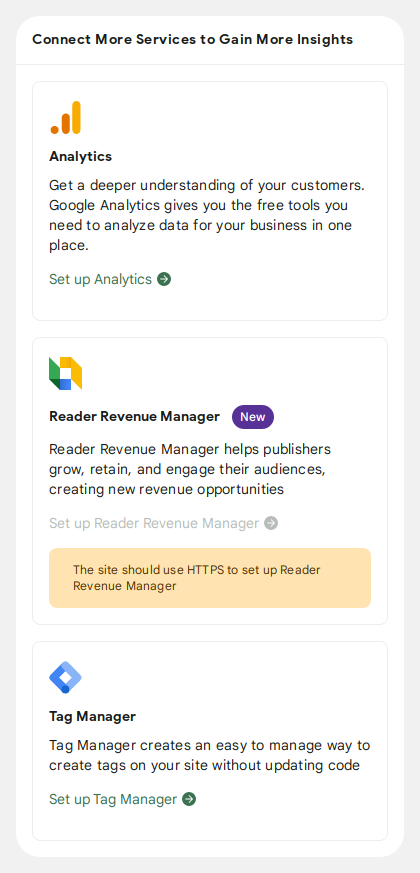 Connect More Services to Gain More Insights
Analytics
Get a deeper understanding of your customers.
Google Analytics gives you the free tools you
need to analyze data for your business in one
place.
Set up Analytics
Reader Revenue Manager New
Reader Revenue Manager helps publishers
grow, retain, and engage their audiences,
creating new revenue opportunities
Set up Reader Revenue Manager
The site should use HTTPS to set up Reader
Revenue Manager
Tag Manager
Tag Manager creates an easy to manage way to
create tags on your site without updating code
Set up Tag Manager